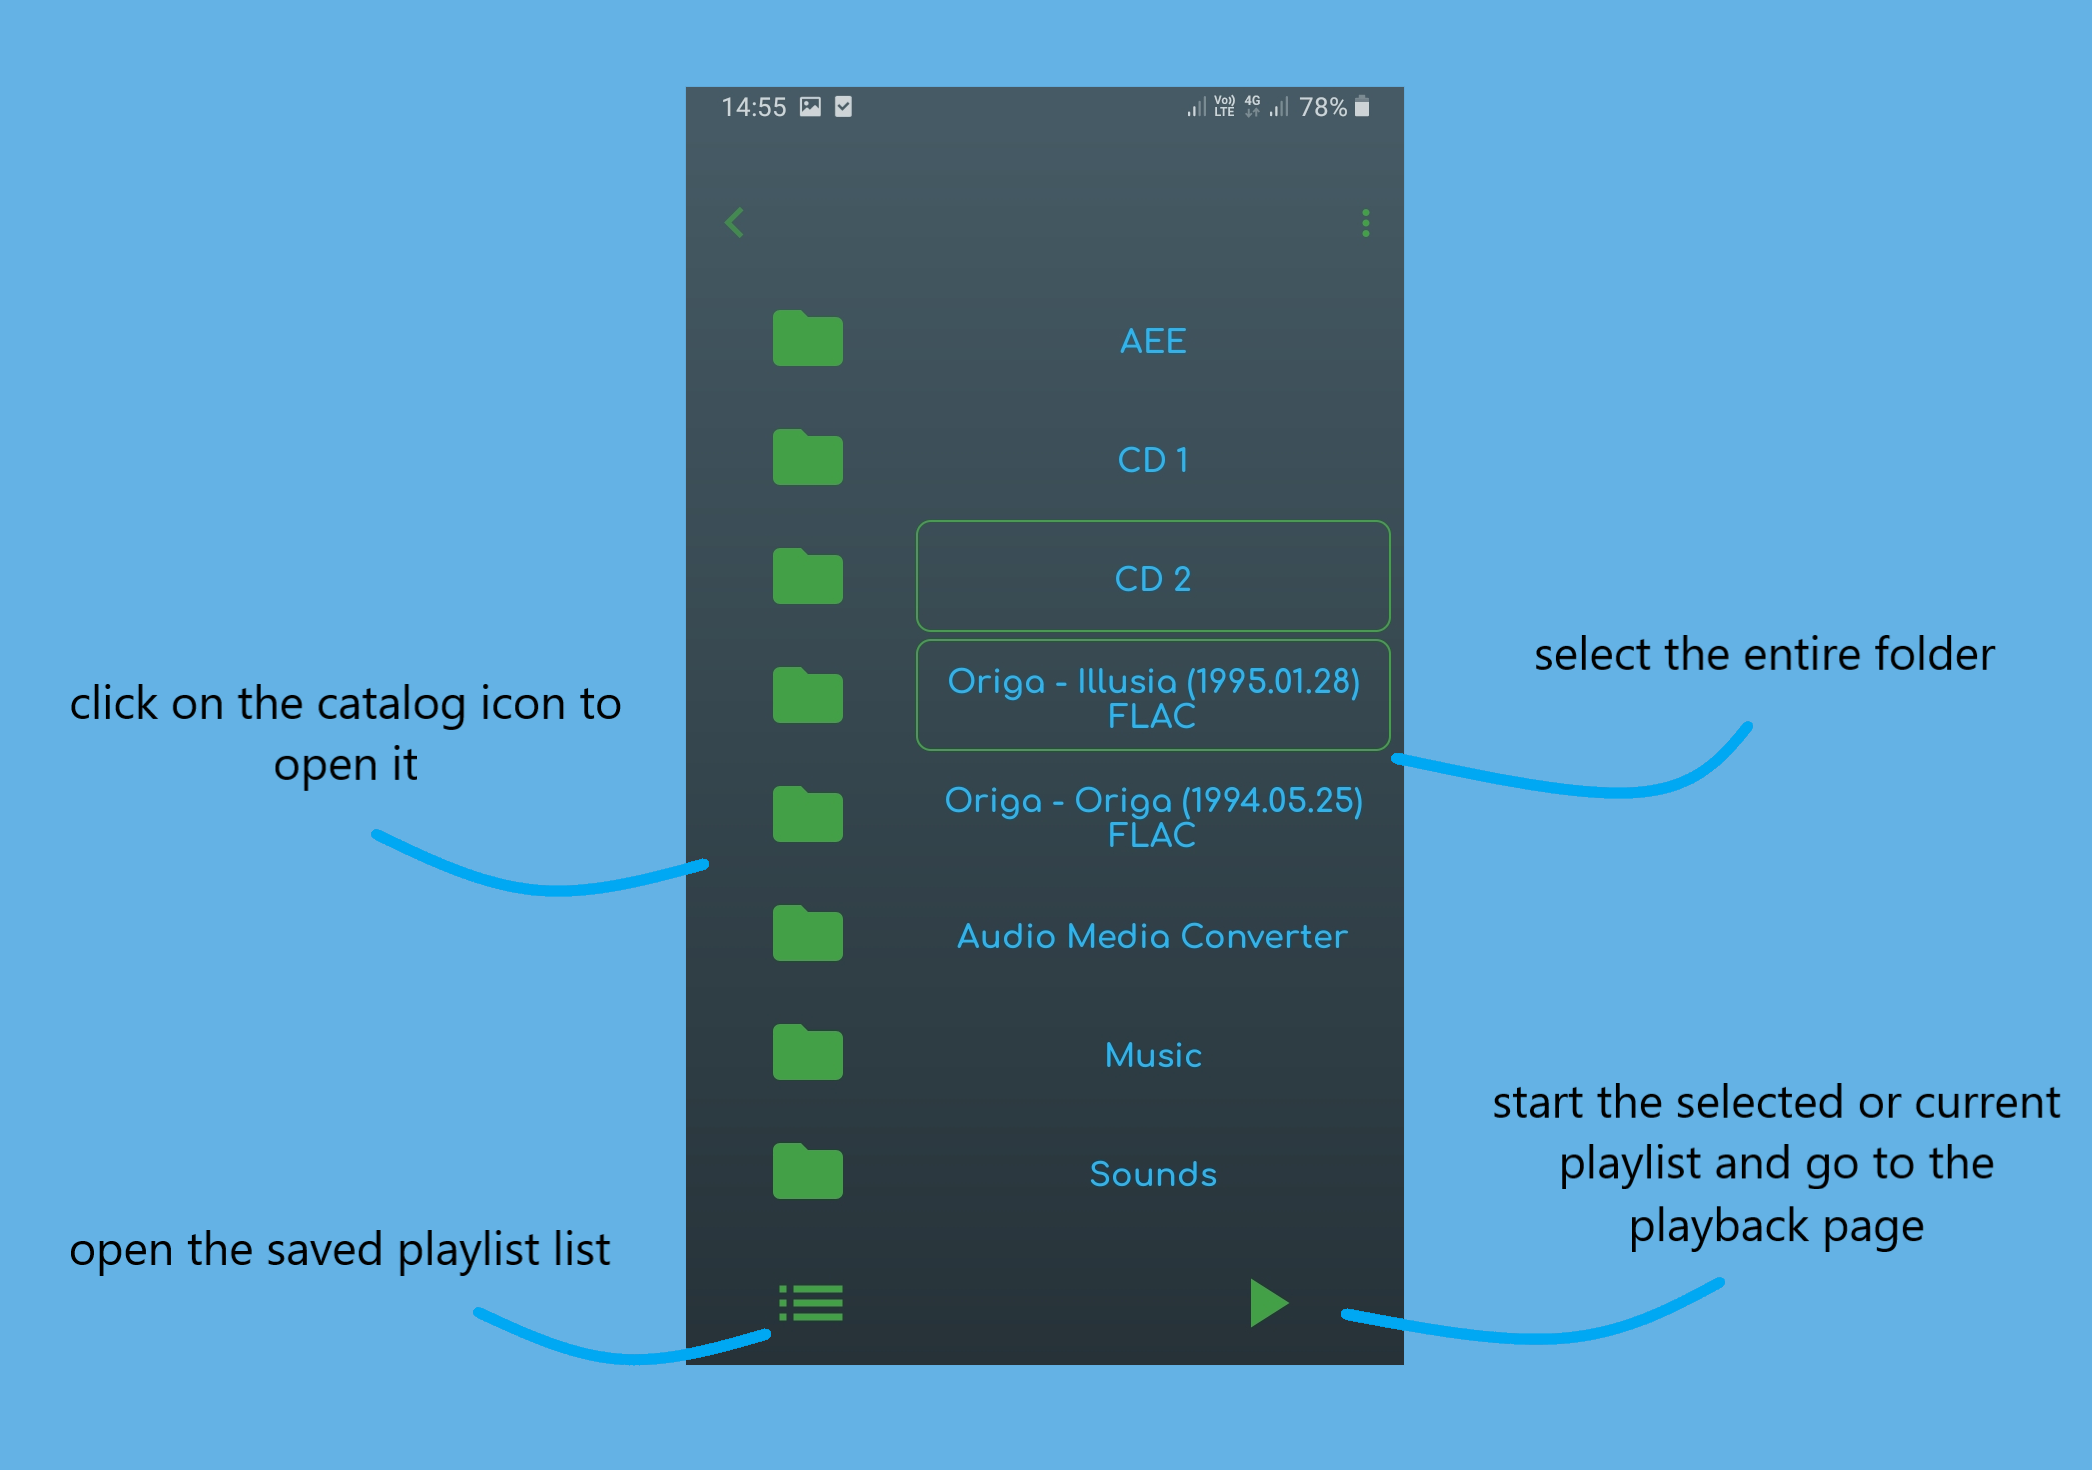 14:55
Vo)) LTE 4G 78%
AEE
CD 1
CD 2
Origa - Illusia (1995.01.28)
FLAC
Origa - Origa (1994.05.25)
FLAC
Audio Media Converter
Music
Sounds
click on the catalog icon to
open it
open the saved playlist list
select the entire folder
start the selected or current
playlist and go to the
playback page